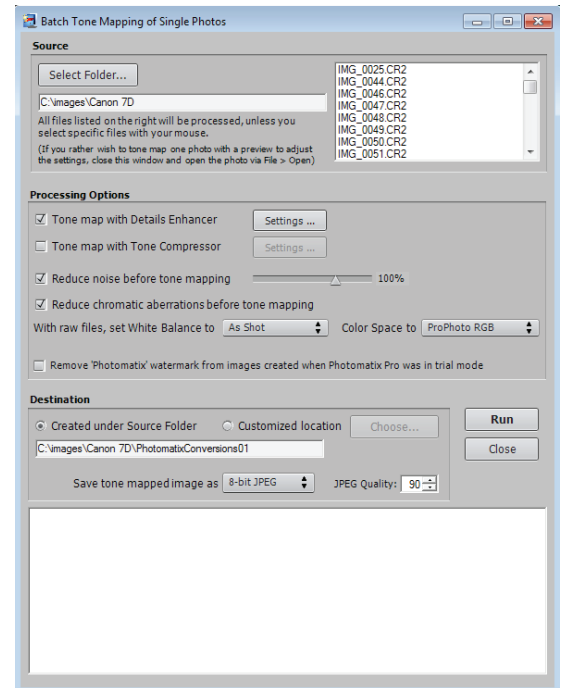 Batch Tone Mapping of Single Photos
Source
Select Folder...
C:\images\Canon 7D
All files listed on the right will be processed, unless you
select specific files with your mouse.
(If you rather wish to tone map one photo with a preview to adjust
the settings, close this window and open the photo via File > Open)
IMG_0025.CR2
IMG_0044.CR2
IMG_0046.CR2
IMG_0047.CR2
IMG_0048.CR2
IMG_0049.CR2
IMG_0050.CR2
IMG_0051.CR2
Processing Options
Tone map with Details Enhancer Settings ...
Tone map with Tone Compressor Settings ...
Reduce noise before tone mapping 100%
Reduce chromatic aberrations before tone mapping
With raw files, set White Balance to As Shot Color Space to ProPhoto RGB
Remove 'Photomatix' watermark from images created when Photomatix Pro was in trial mode
Destination
Created under Source Folder Customized location Choose...
C:\images\Canon 7D\PhotomatixConversions01
Save tone mapped image as 8-bit JPEG JPEG Quality: 90
Run
Close